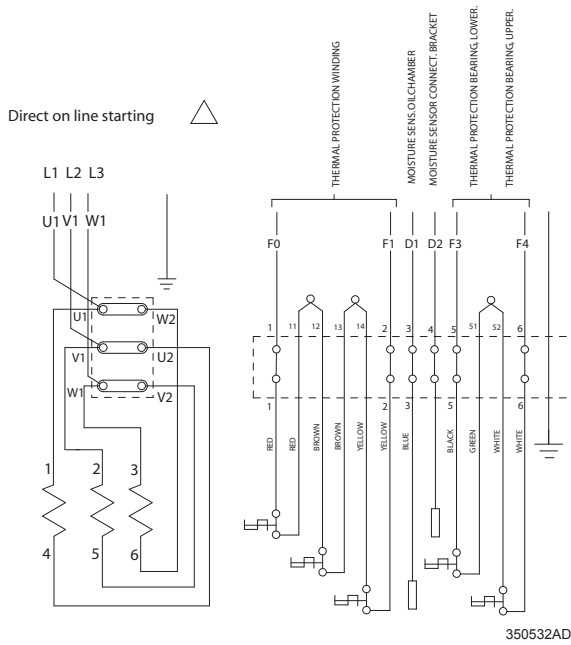 Direct on line starting
L1 L2 L3
U1 V1 W1
U1
W2
V1
U2
W1
V2
1 2 3
4 5 6
THERMAL PROTECTION WINDING
MOISTURE SENS.OILCHAMBER
MOISTURE SENSOR CONNECT. BRACKET
THERMAL PROTECTION BEARING, LOWER.
THERMAL PROTECTION BEARING, UPPER.
F0 F1 D1 D2 F3 F4
1 11 12 13 14 2 3 4 5 S1 S2 6
1 2 3 5 6
RED
RED
BROWN
BROWN
YELLOW
YELLOW
BLUE
BLACK
GREEN
WHITE
WHITE
350532AD